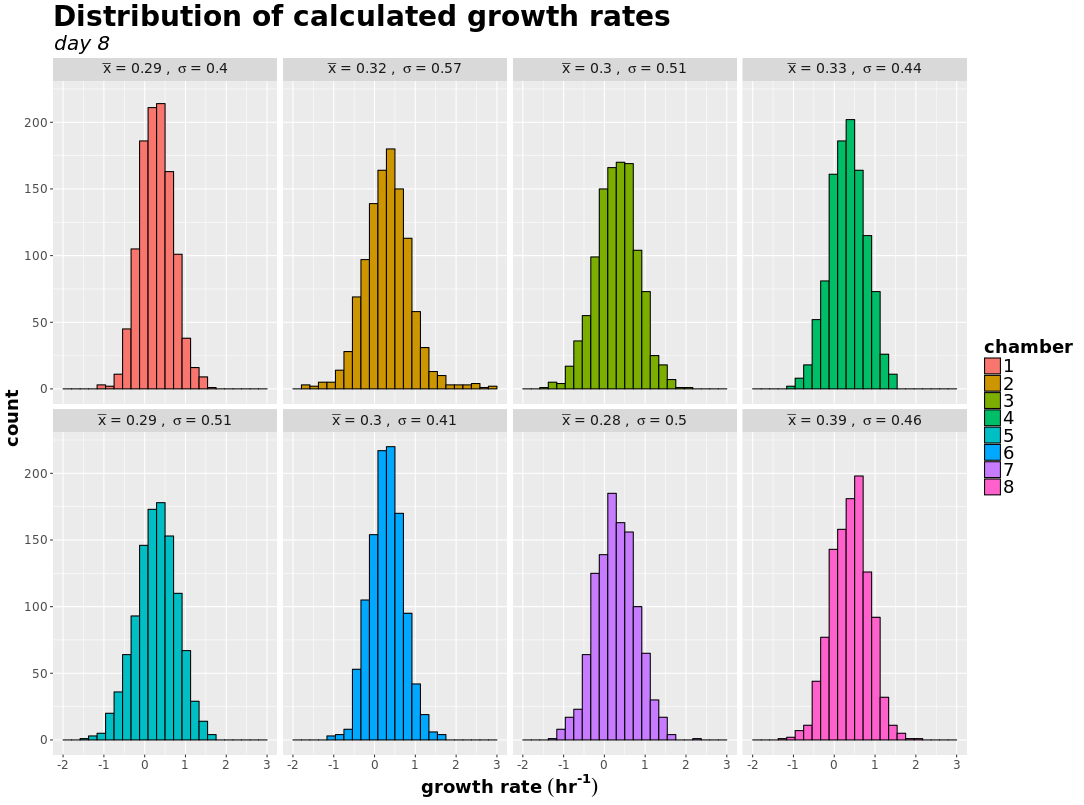 Distribution of calculated growth rates
day 8
x̅ = 0.29 , σ = 0.4
x̅ = 0.32 , σ = 0.57
x̅ = 0.3 , σ = 0.51
x̅ = 0.33 , σ = 0.44
200
150
100
50
0
x̅ = 0.29 , σ = 0.51
x̅ = 0.3 , σ = 0.41
x̅ = 0.28 , σ = 0.5
x̅ = 0.39 , σ = 0.46
200
150
100
50
0
count
-2 -1 0 1 2 3
-2 -1 0 1 2 3
-2 -1 0 1 2 3
-2 -1 0 1 2 3
growth rate (hr⁻¹)
chamber
1
2
3
4
5
6
7
8